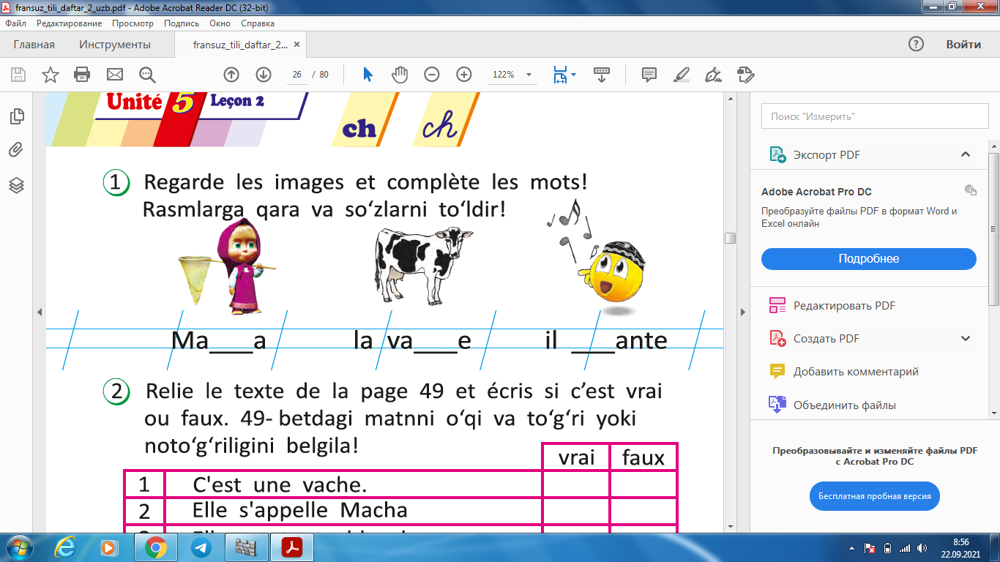 fransuz_tili_daftar_2_uzb.pdf - Adobe Acrobat Reader DC (32-bit)
Файл Редактирование Просмотр Подпись Окно Справка
Главная Инструменты fransuz_tili_daftar_2... × Войти
26 / 80 122%
Unité 5 Leçon 2
ch ch
1 Regarde les images et complète les mots!
Rasmlarga qara va so‘zlarni to‘ldir!
Ma___a la va___e il ___ante
2 Relie le texte de la page 49 et écris si c’est vrai
ou faux. 49- betdagi matnni o‘qi va to‘g‘ri yoki
noto‘g‘riligini belgila!
vrai faux
1 C'est une vache.
2 Elle s'appelle Macha
Поиск "Измерить"
Экспорт PDF
Adobe Acrobat Pro DC
Преобразуйте файлы PDF в формат Word и
Excel онлайн
Подробнее
Редактировать PDF
Создать PDF
Добавить комментарий
Объединить файлы
Преобразовывайте и изменяйте файлы PDF
с Acrobat Pro DC
Бесплатная пробная версия
8:56
22.09.2021